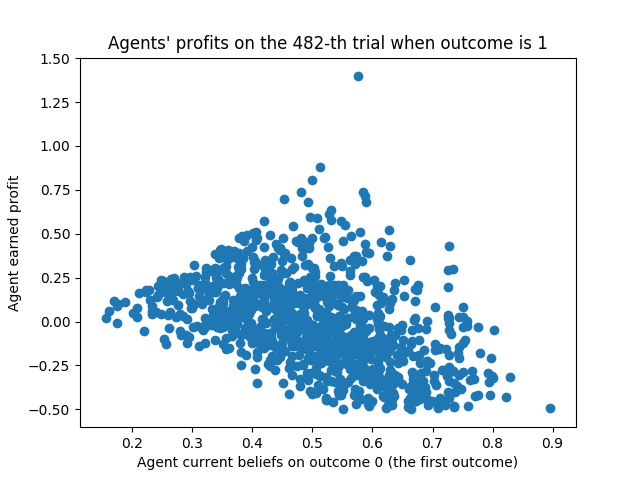 Agents' profits on the 482-th trial when outcome is 1
1.50
1.25
1.00
0.75
0.50
0.25
0.00
−0.25
−0.50
Agent earned profit
0.2 0.3 0.4 0.5 0.6 0.7 0.8 0.9
Agent current beliefs on outcome 0 (the first outcome)